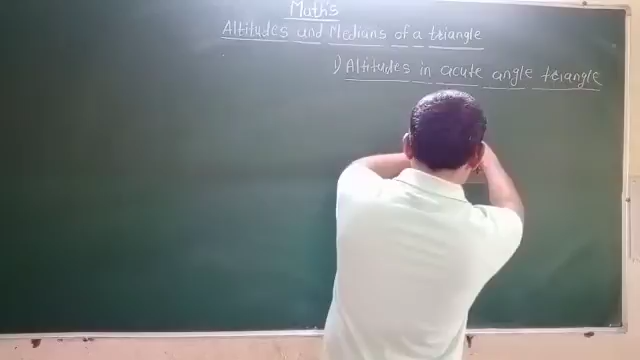 Maths
Altitudes and Medians of a triangle
1) Altitudes in acute angle triangle